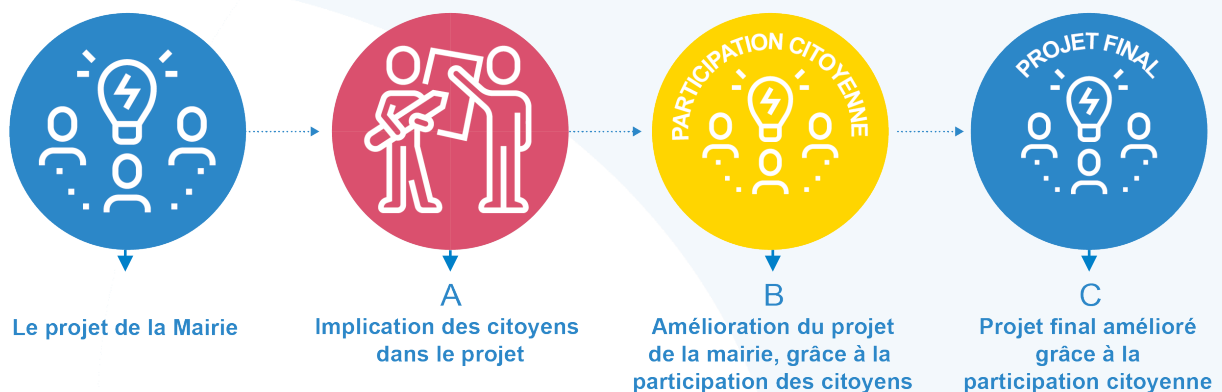 PARTICIPATION CITOYENNE
PROJET FINAL
Le projet de la Mairie
A
Implication des citoyens
dans le projet
B
Amélioration du projet
de la mairie, grâce à la
participation des citoyens
C
Projet final amélioré
grâce à la
participation citoyenne